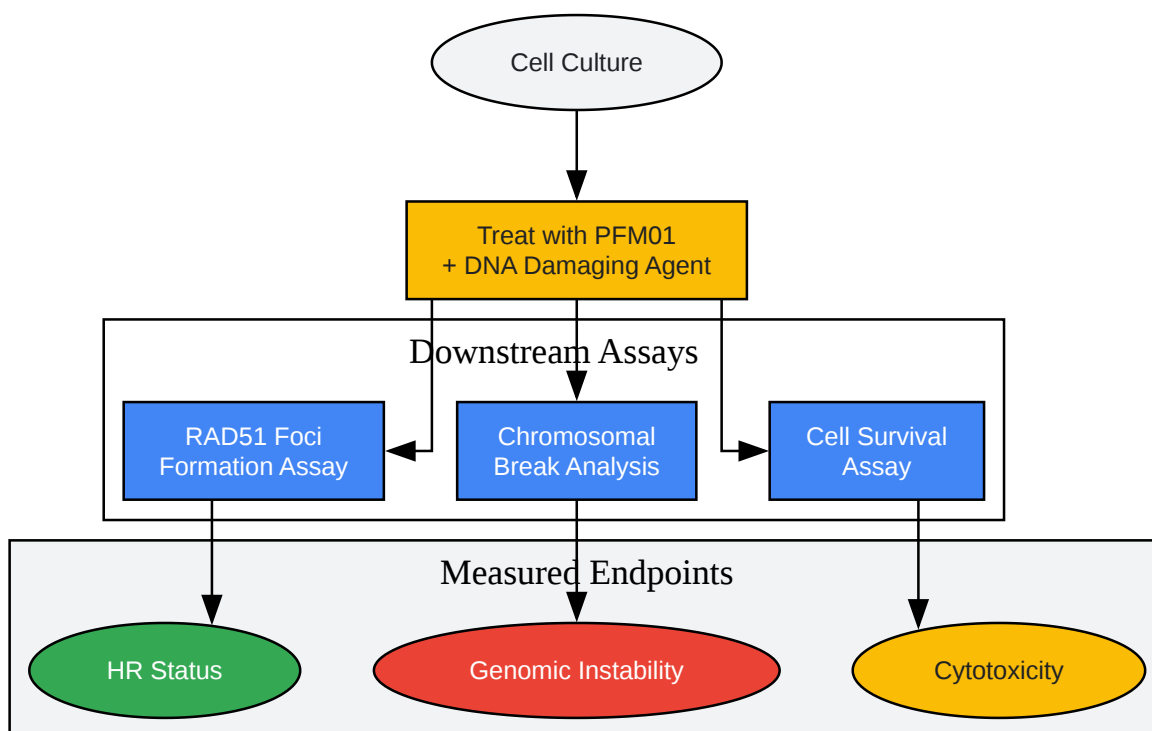 Cell Culture
Treat with PFM01
+ DNA Damaging Agent
Downstream Assays
RAD51 Foci
Formation Assay
Chromosomal
Break Analysis
Cell Survival
Assay
Measured Endpoints
HR Status
Genomic Instability
Cytotoxicity